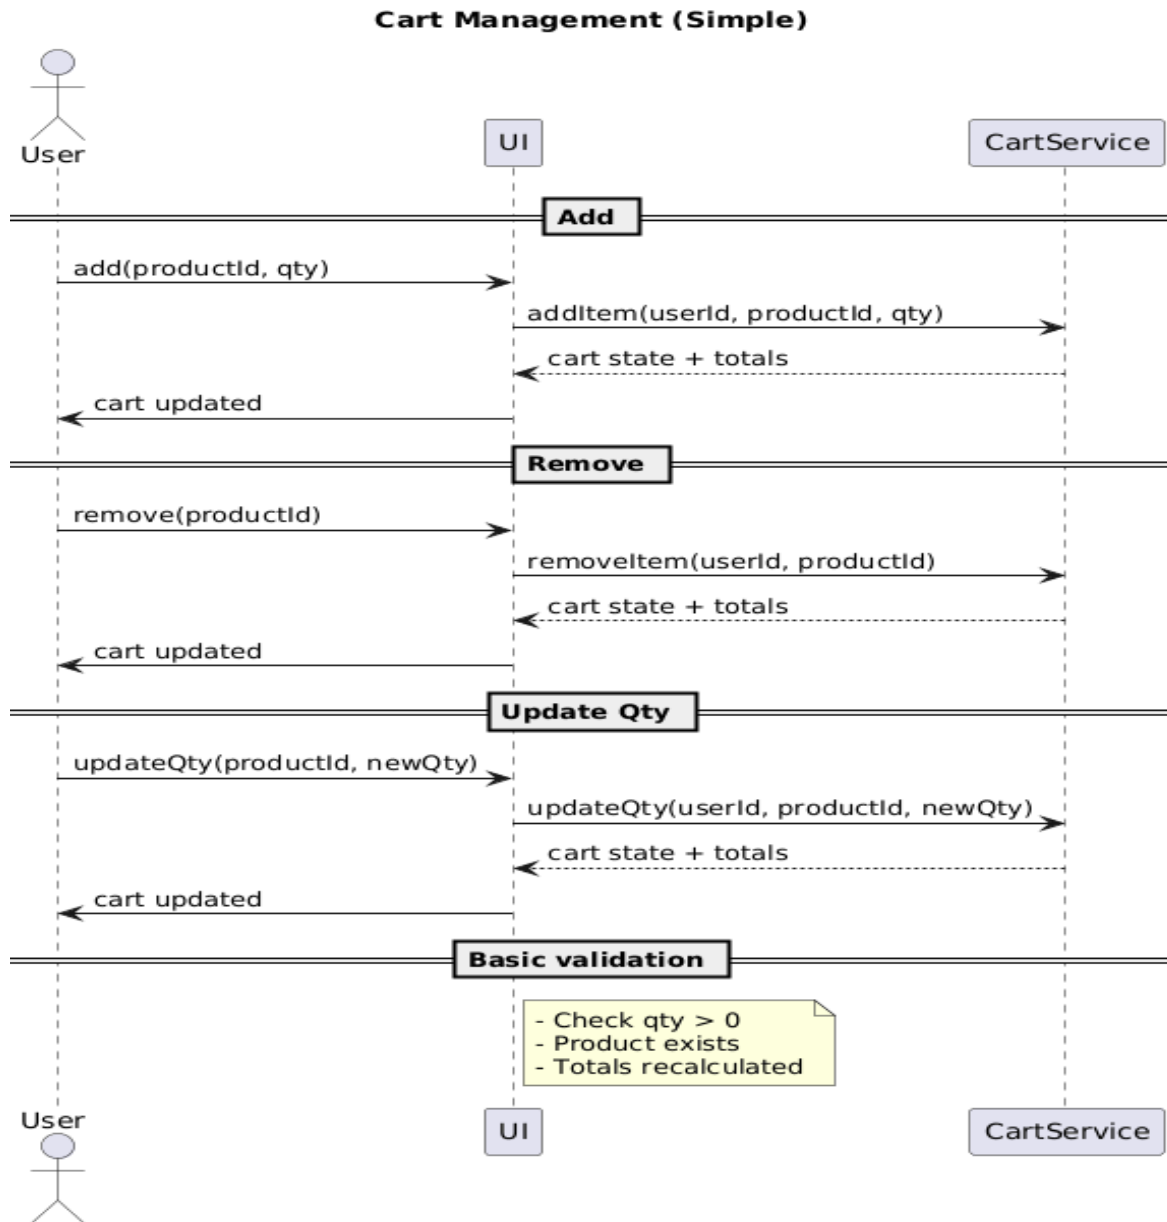 Cart Management (Simple)
User
UI
CartService
Add
add(productId, qty)
addItem(userId, productId, qty)
cart state + totals
cart updated
Remove
remove(productId)
removeItem(userId, productId)
cart state + totals
cart updated
Update Qty
updateQty(productId, newQty)
updateQty(userId, productId, newQty)
cart state + totals
cart updated
Basic validation
- Check qty > 0
- Product exists
- Totals recalculated
User
UI
CartService